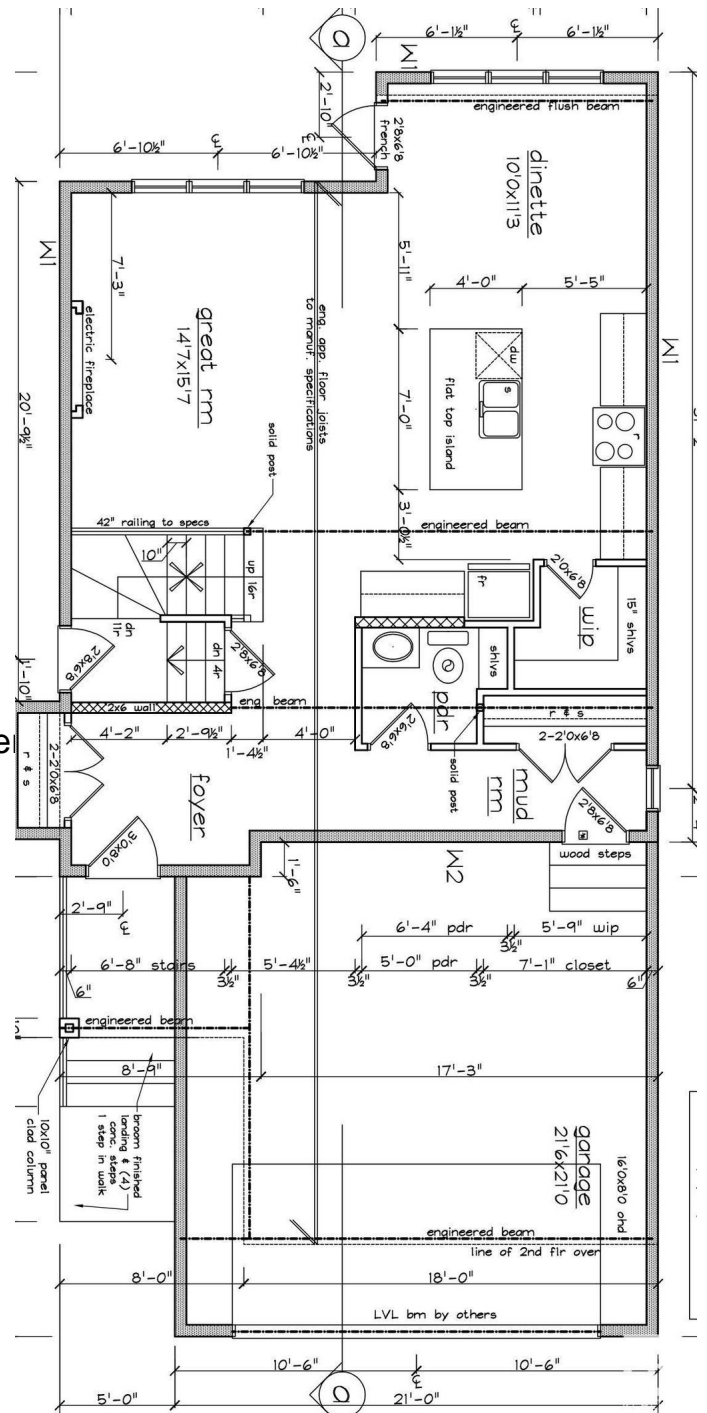 a
6'-1½"
6'-1½"
W1
engineered flush beam
2'-10"
2'8x6'8
french
6'-10½"
6'-10½"
dinette
10'0x11'3
W1
5'-11"
7'-3"
4'-0"
5'-5"
W1
electric fireplace
great rm
14'7x15'7
eng. app. floor joists
to manuf. specifications
dw
s
r
7'-0"
flat top island
20'-9½"
solid post
42" railing to specs
engineered beam
3'-0½"
10"
up
16r
2'0x6'8
fr
wip
15" shlvs
dn
11r
dn
4r
2'8x6'8
2'8x6'8
1'-10"
shlvs
pdr
2x6 wall
eng. beam
r & s
4'-2"
2'-9½"
4'-0"
1'-4½"
2'6x6'8
2-2'0x6'8
solid post
r & s
2-2'0x6'8
foyer
mud
rm
2'8x6'8
3'0x8'0
W2
wood steps
1'-6"
2'-9"
6'-4" pdr
5'-9" wip
3½"
6'-8" stairs
5'-4½"
5'-0" pdr
7'-1" closet
6"
3½"
3½"
3½"
6"
engineered beam
8'-9"
17'-3"
10x10" panel
clad column
broom finished
landing & (4)
conc. steps
1 step in walk
garage
21'6x21'0
16'0x8'0 ohd
engineered beam
line of 2nd flr over
8'-0"
18'-0"
LVL bm by others
10'-6"
10'-6"
5'-0"
21'-0"
a